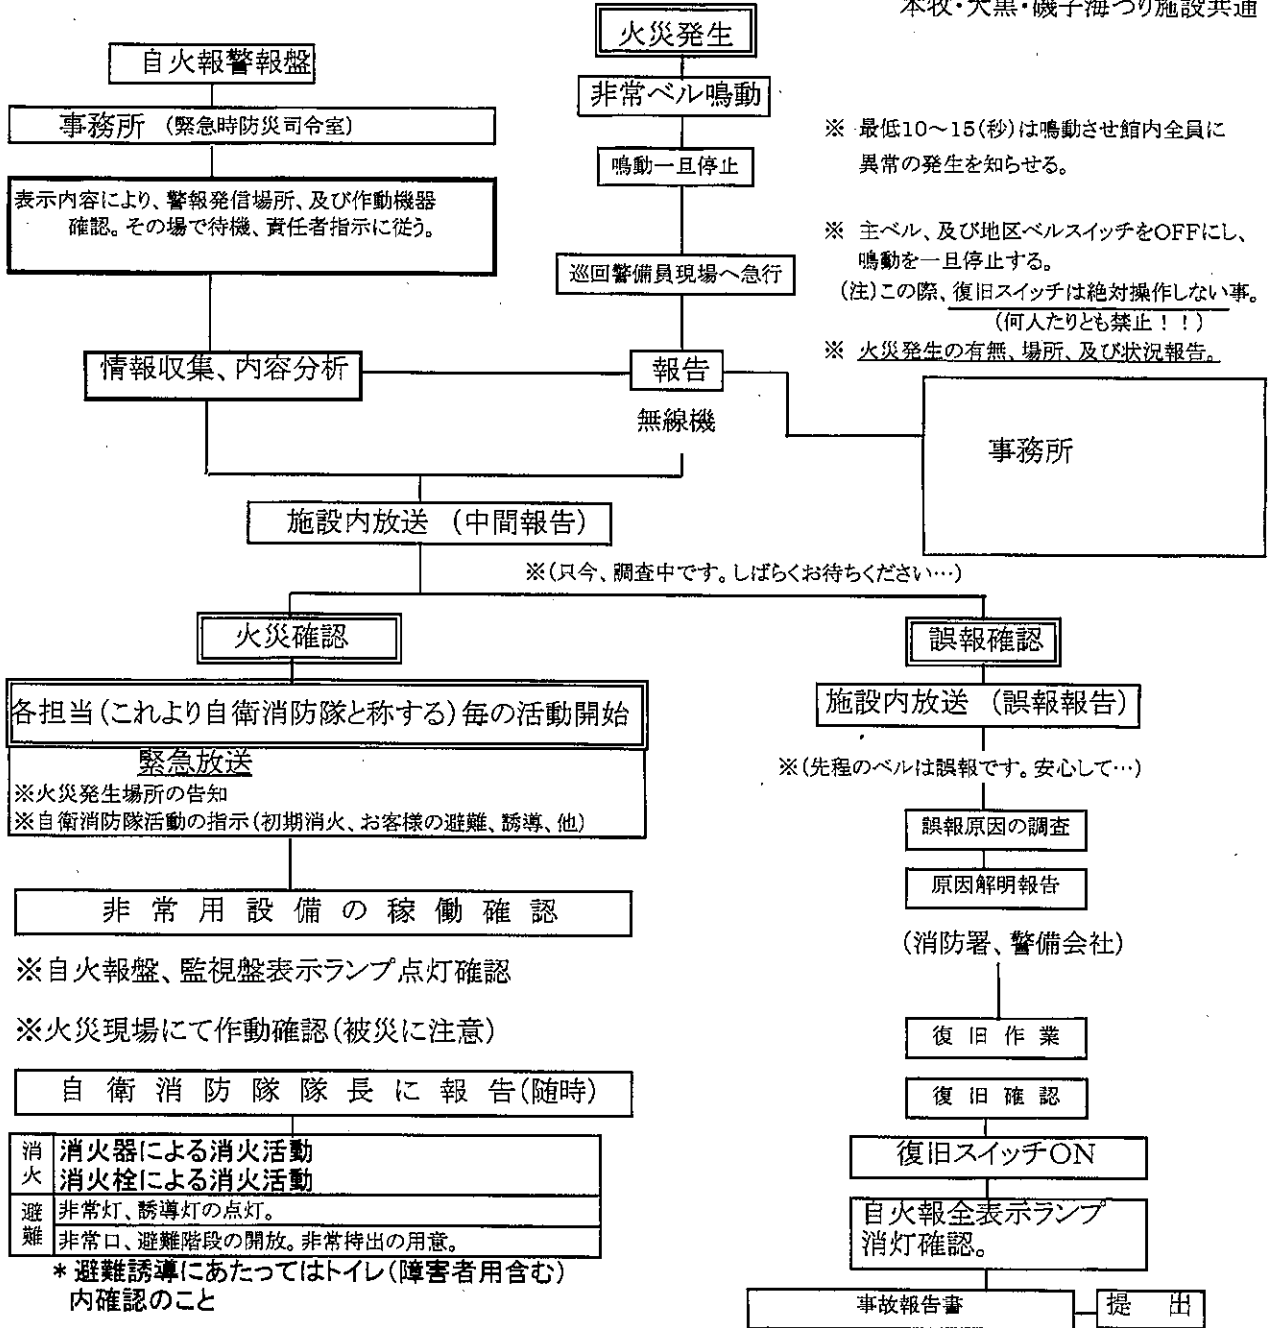 本牧・大黒・磯子海づり施設共通
火災発生
自火報警報盤
非常ベル鳴動
事務所 (緊急時防災司令室)
※ 最低10～15(秒)は鳴動させ館内全員に
異常の発生を知らせる。
鳴動一旦停止
表示内容により、警報発信場所、及び作動機器
確認。その場で待機、責任者指示に従う。
※ 主ベル、及び地区ベルスイッチをOFFにし、
鳴動を一旦停止する。
(注)この際、復旧スイッチは絶対操作しない事。
(何人たりとも禁止！！)
巡回警備員現場へ急行
※ 火災発生の有無、場所、及び状況報告。
情報収集、内容分析
報告
無線機
事務所
施設内放送 (中間報告)
※(只今、調査中です。しばらくお待ちください…)
火災確認
誤報確認
各担当(これより自衛消防隊と称する)毎の活動開始
緊急放送
※火災発生場所の告知
※自衛消防隊活動の指示(初期消火、お客様の避難、誘導、他)
施設内放送 (誤報報告)
※(先程のベルは誤報です。安心して…)
誤報原因の調査
原因解明報告
(消防署、警備会社)
非常用設備の稼働確認
※自火報盤、監視盤表示ランプ点灯確認
※火災現場にて作動確認(被災に注意)
復旧作業
自衛消防隊隊長に報告(随時)
復旧確認
消火
消火器による消火活動
消火栓による消火活動
避難
非常灯、誘導灯の点灯。
非常口、避難階段の開放。非常持出の用意。
＊避難誘導にあたってはトイレ(障害者用含む)
内確認のこと
復旧スイッチON
自火報全表示ランプ
消灯確認。
事故報告書
提出